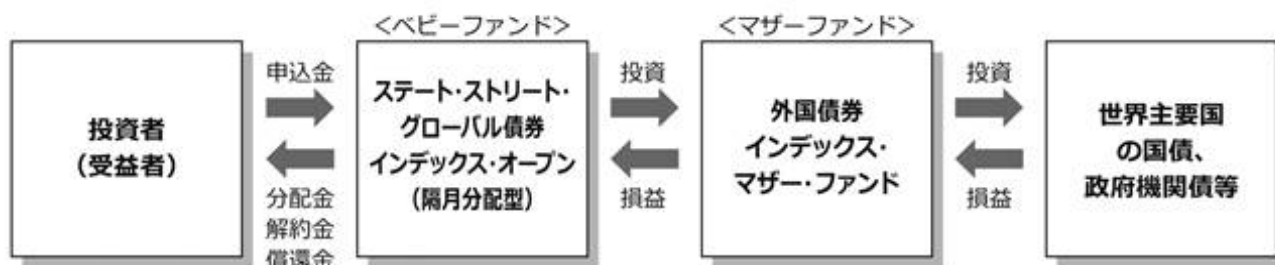 <ベビーファンド>
<マザーファンド>
投資者
(受益者)
申込金
分配金
解約金
償還金
ステート・ストリート・
グローバル債券
インデックス・オープン
(隔月分配型)
投資
損益
外国債券
インデックス・
マザー・ファンド
投資
損益
世界主要国
の国債、
政府機関債等